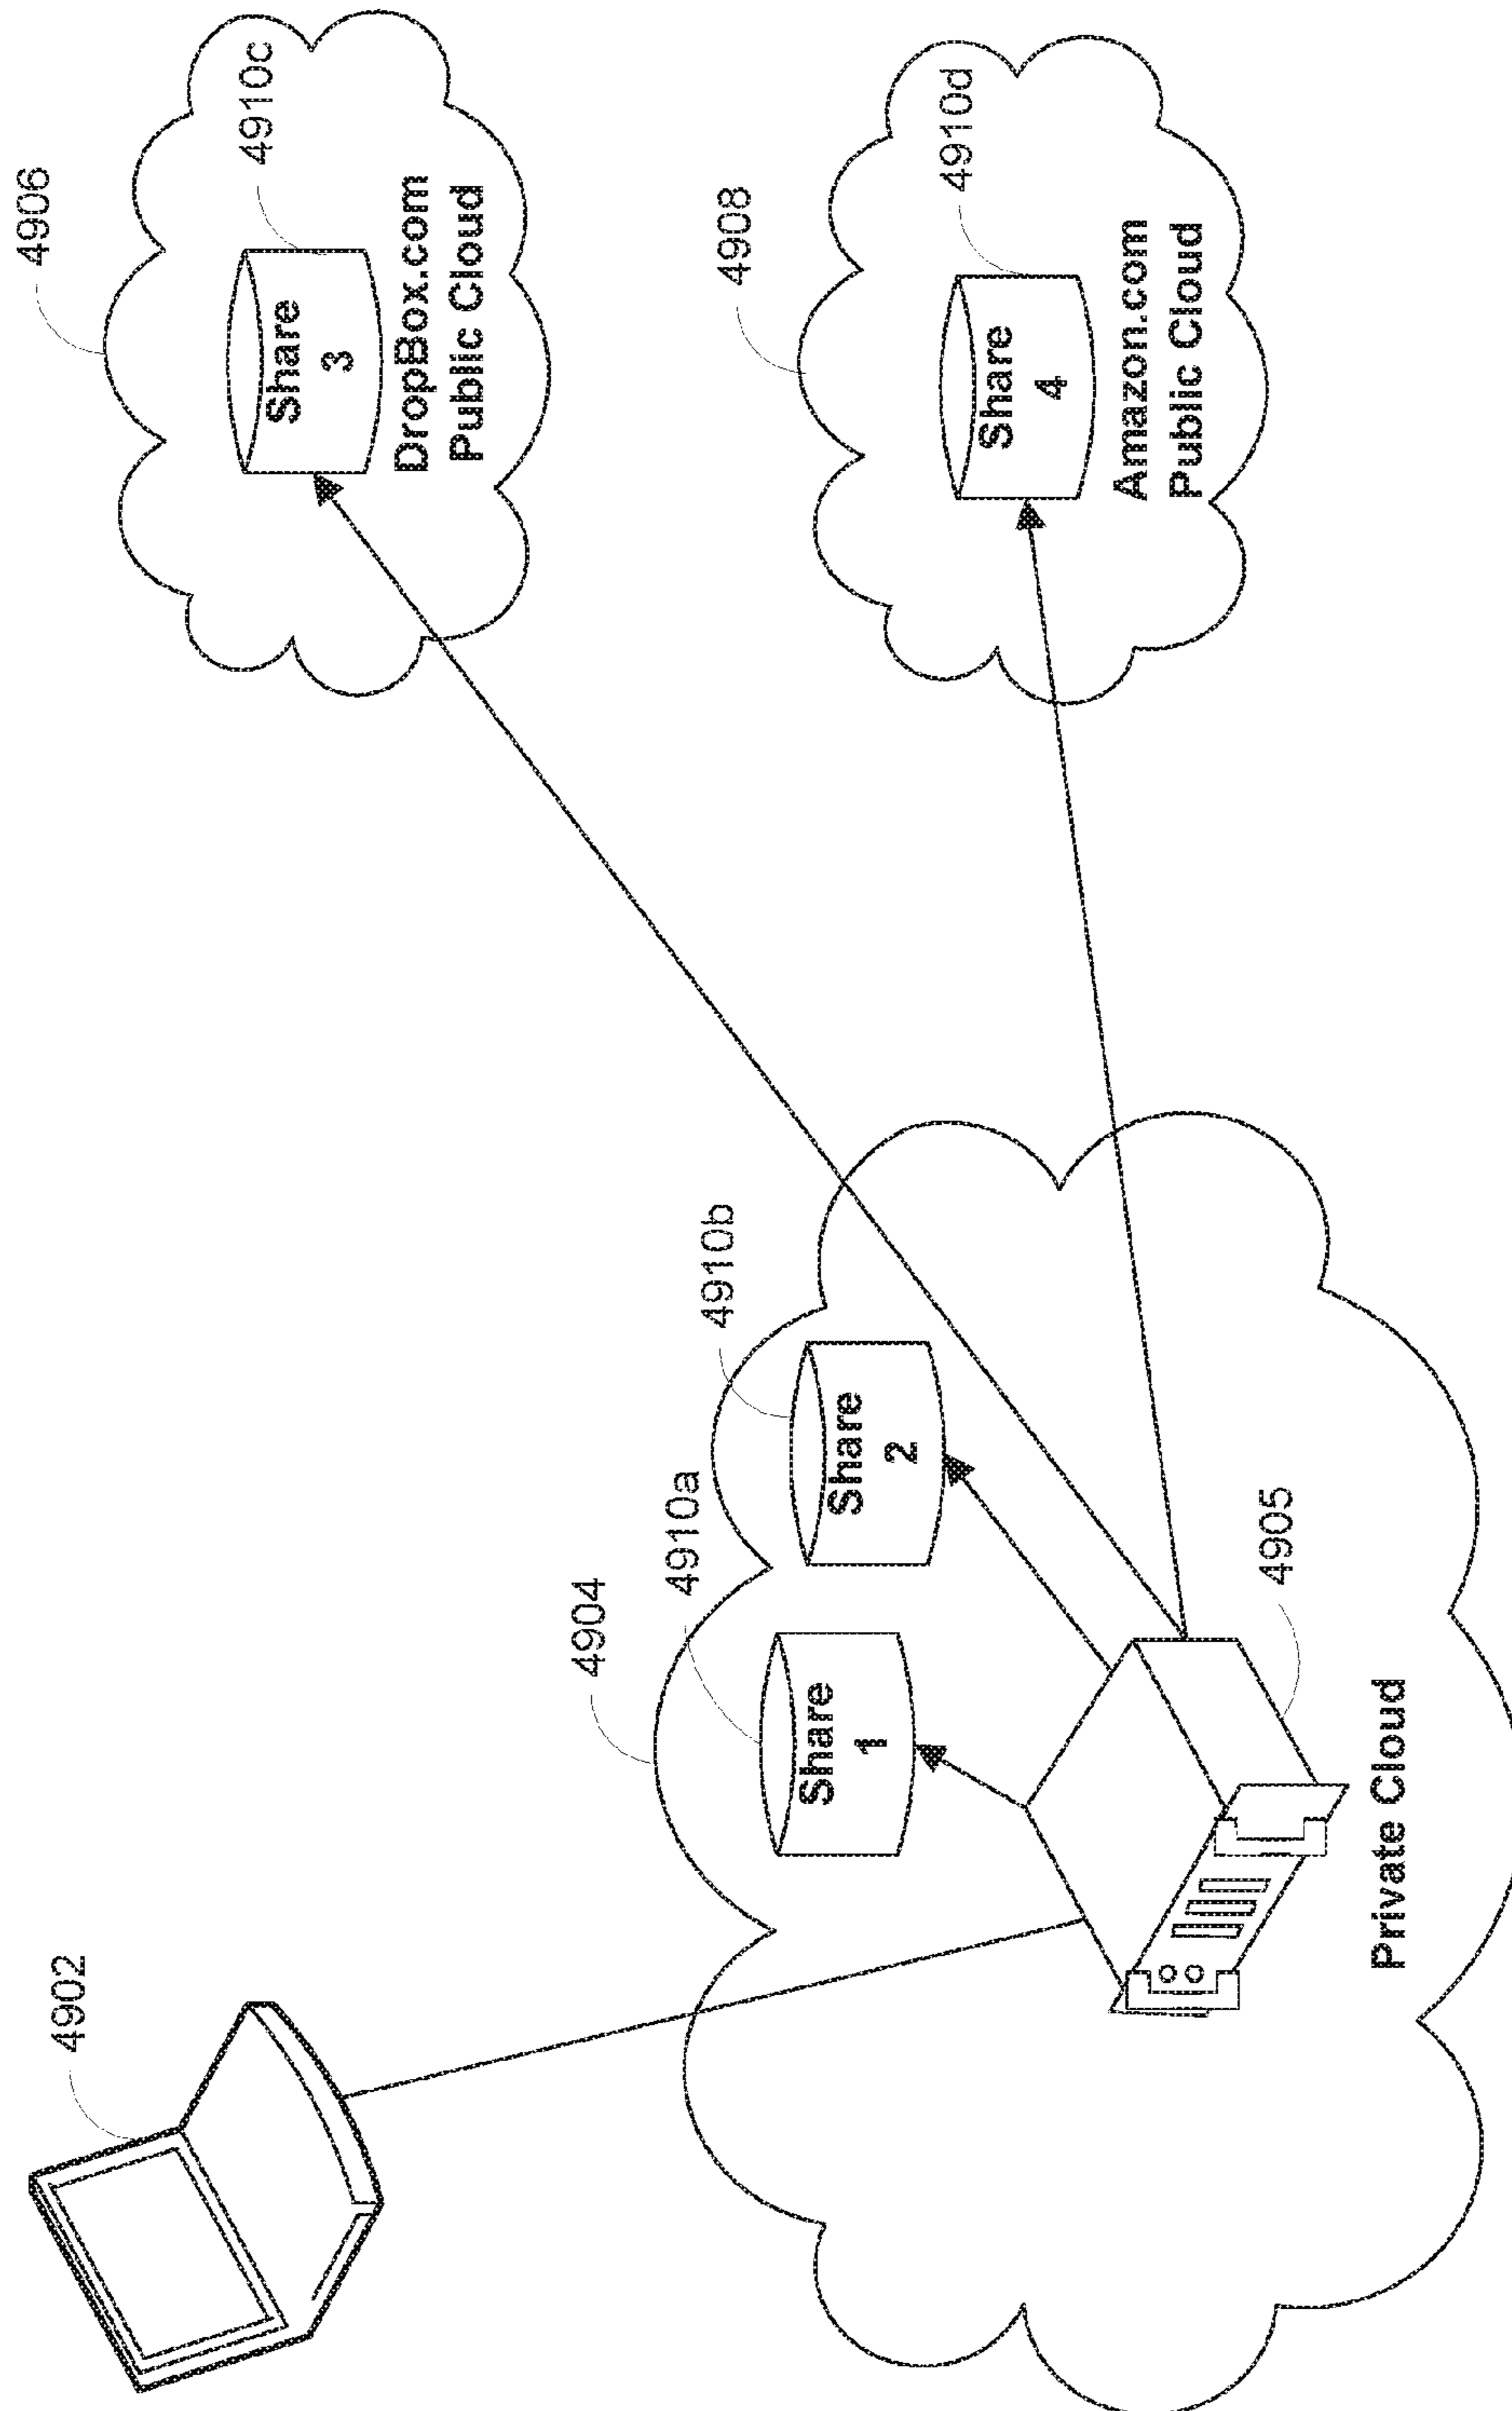 4902
4904
4910a
4910b
Share
1
Share
2
4905
Private Cloud
4906
4910c
Share
3
DropBox.com
Public Cloud
4908
4910d
Share
4
Amazon.com
Public Cloud